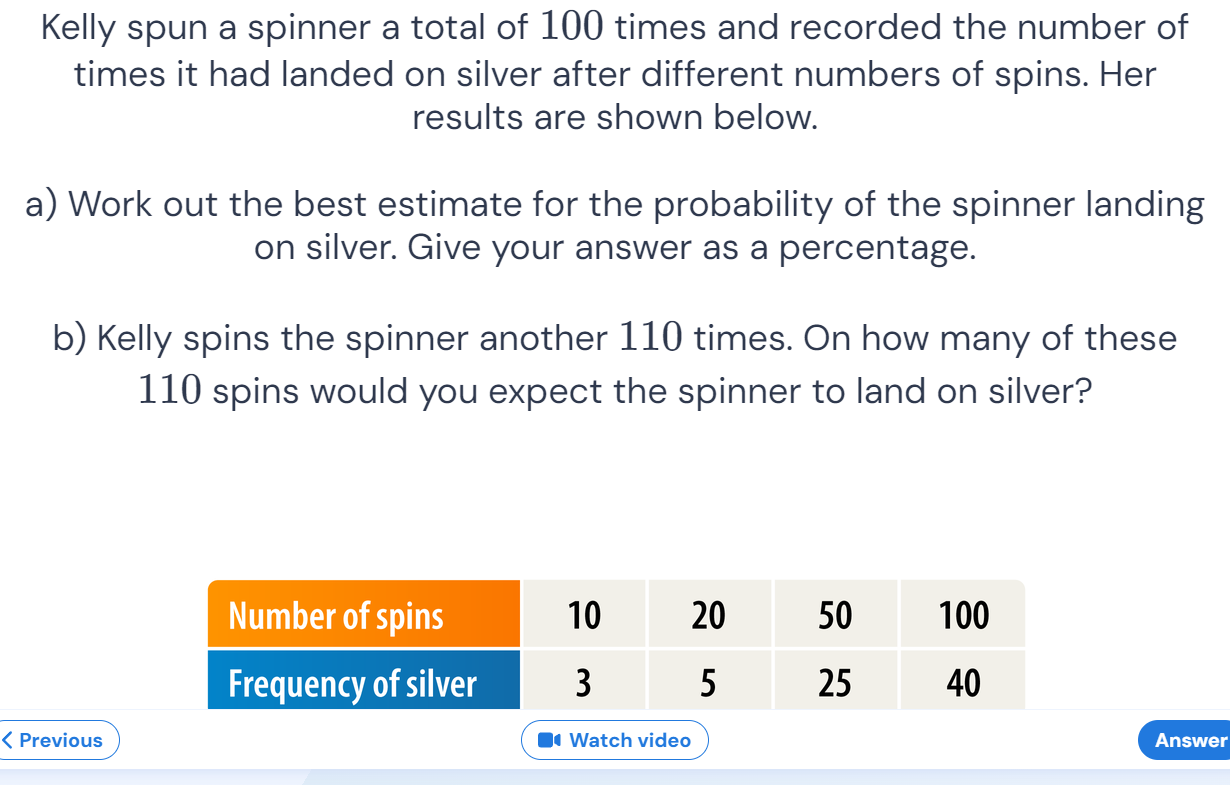 Kelly spun a spinner a total of 100 times and recorded the number of
times it had landed on silver after different numbers of spins. Her
results are shown below.
a) Work out the best estimate for the probability of the spinner landing
on silver. Give your answer as a percentage.
b) Kelly spins the spinner another 110 times. On how many of these
110 spins would you expect the spinner to land on silver?
Number of spins 10 20 50 100
Frequency of silver 3 5 25 40
< Previous Watch video Answer